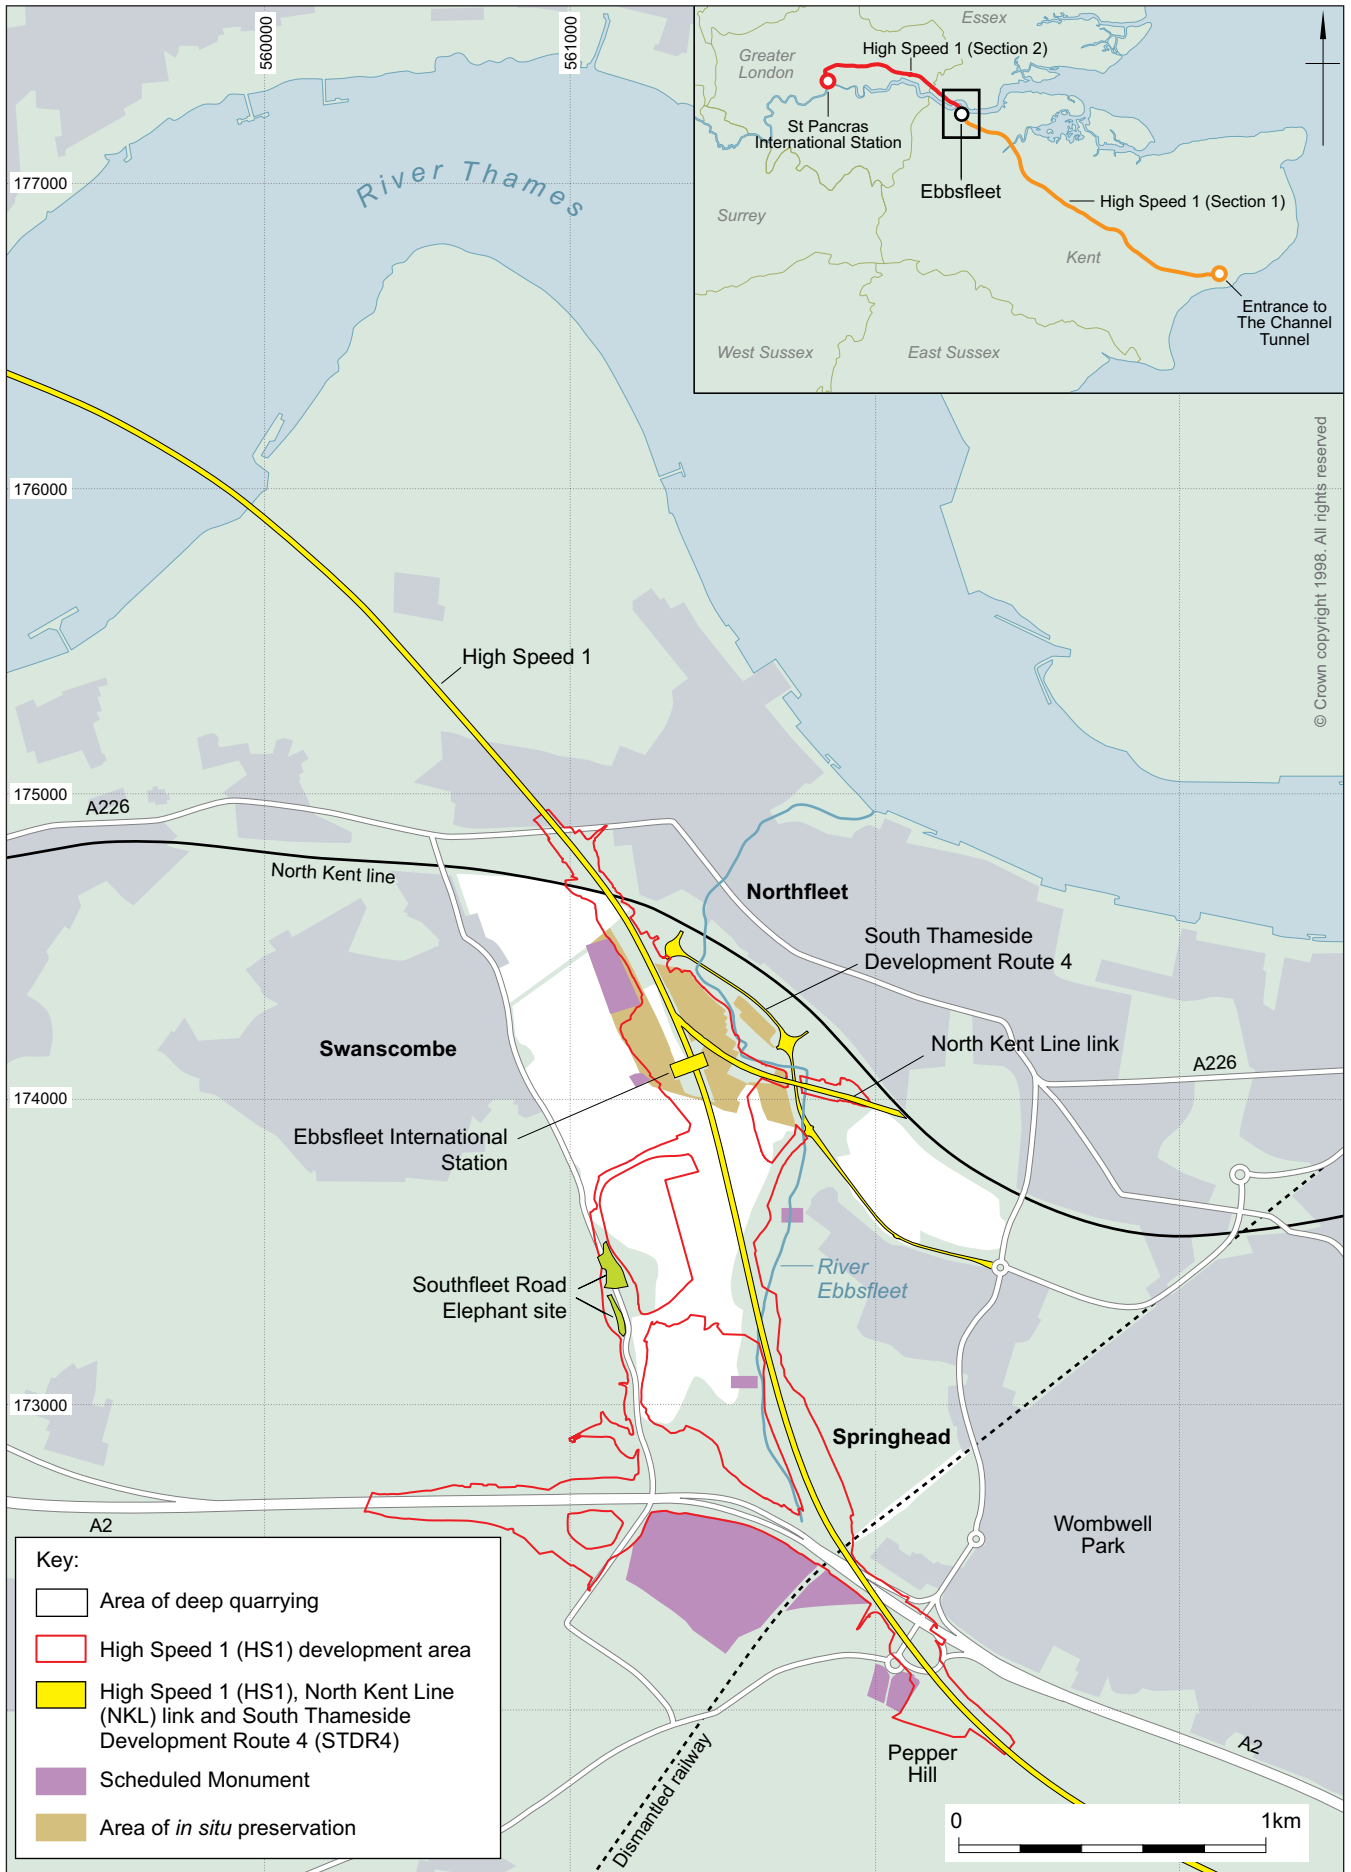 560000
561000
Essex
Greater
London
High Speed 1 (Section 2)
St Pancras
International Station
Ebbsfleet
High Speed 1 (Section 1)
Surrey
Kent
Entrance to
The Channel
Tunnel
West Sussex
East Sussex
River Thames
177000
176000
© Crown copyright 1998. All rights reserved
High Speed 1
175000
A226
North Kent line
Northfleet
South Thameside
Development Route 4
Swanscombe
North Kent Line link
A226
174000
Ebbsfleet International
Station
River
Ebbsfleet
Southfleet Road
Elephant site
173000
Springhead
A2
Wombwell
Park
Key:
Area of deep quarrying
High Speed 1 (HS1) development area
High Speed 1 (HS1), North Kent Line
(NKL) link and South Thameside
Development Route 4 (STDR4)
Scheduled Monument
Area of in situ preservation
Dismantled railway
Pepper
Hill
A2
0
1km